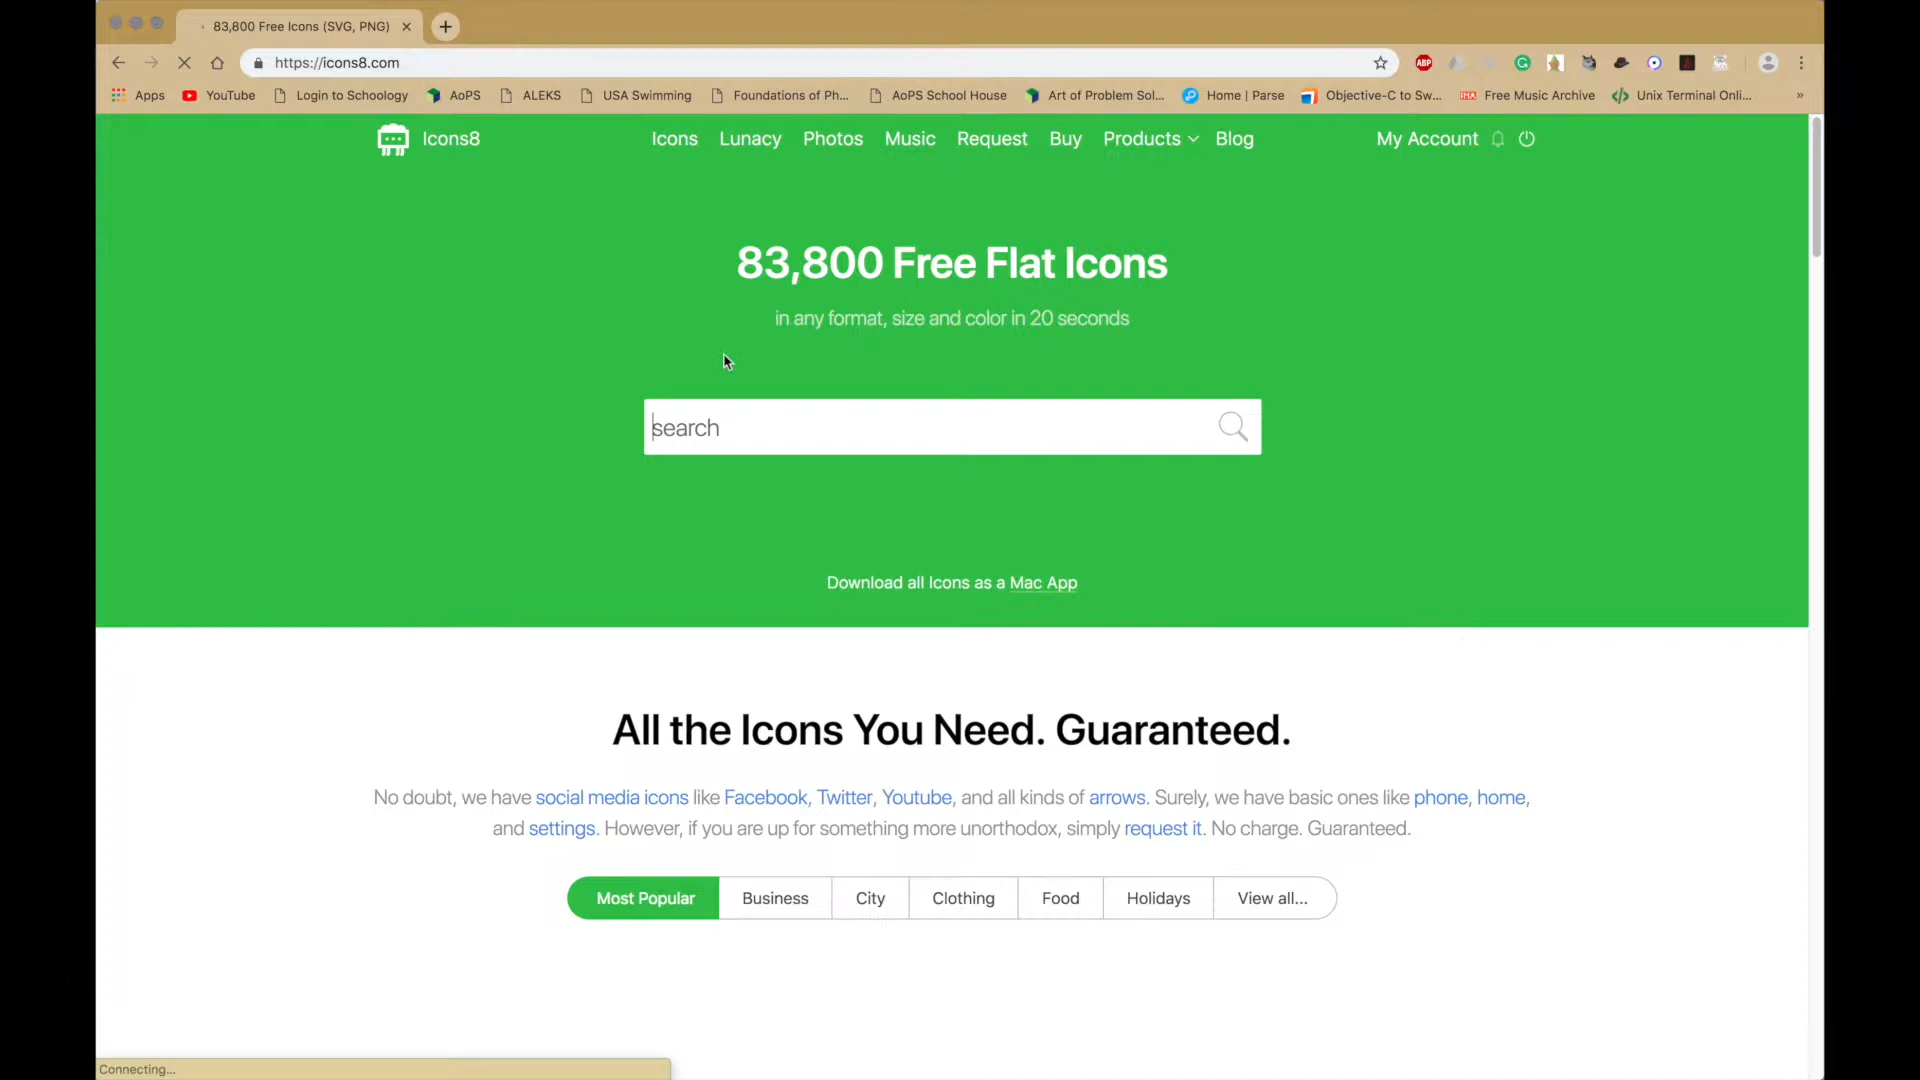 83,800 Free Icons (SVG, PNG)
https://icons8.com
ABP
Apps YouTube Login to Schoology AoPS ALEKS USA Swimming Foundations of Ph... AoPS School House Art of Problem Sol... Home | Parse Objective-C to Sw... Free Music Archive Unix Terminal Onli... »
Icons8 Icons Lunacy Photos Music Request Buy Products Blog My Account
83,800 Free Flat Icons
in any format, size and color in 20 seconds
search
Download all Icons as a Mac App
All the Icons You Need. Guaranteed.
No doubt, we have social media icons like Facebook, Twitter, Youtube, and all kinds of arrows. Surely, we have basic ones like phone, home,
and settings. However, if you are up for something more unorthodox, simply request it. No charge. Guaranteed.
Most Popular Business City Clothing Food Holidays View all...
Connecting...